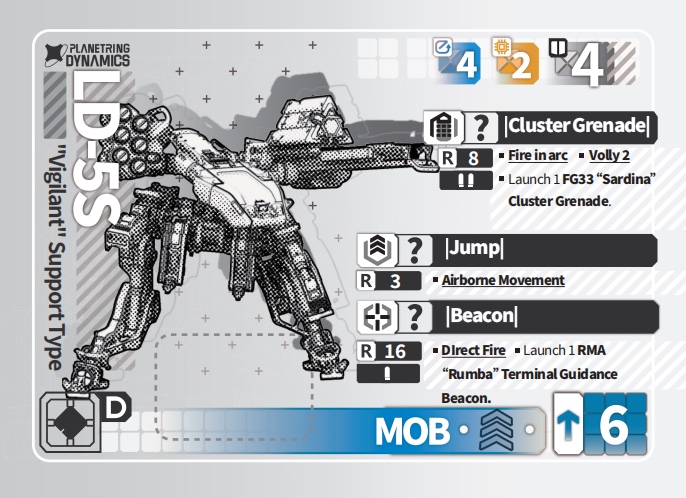 PLANETRING
DYNAMICS
LD-5S
"Vigilant" Support Type
4
2
4
? |Cluster Grenade|
R 8 ▪ Fire in arc ▪ Volly 2
▪ Launch 1 FG33 “Sardina”
Cluster Grenade.
? |Jump|
R 3 ▪ Airborne Movement
? |Beacon|
R 16 ▪ DIrect Fire ▪ Launch 1 RMA
“Rumba” Terminal Guidance
Beacon.
D
MOB
6